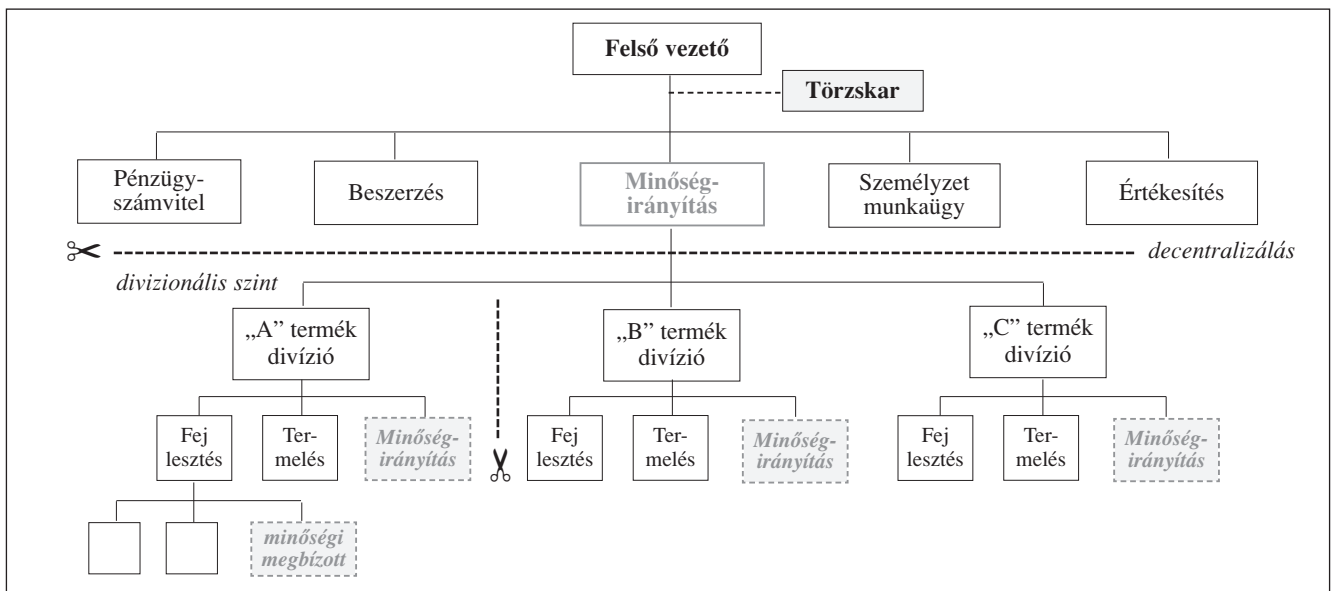 Felső vezető
Törzskar
Pénzügy-
számvitel
Beszerzés
Minőség-
irányítás
Személyzet
munkaügy
Értékesítés
decentralizálás
divizionális szint
„A” termék
divízió
„B” termék
divízió
„C” termék
divízió
Fej
lesztés
Ter-
melés
Minőség-
irányítás
Fej
lesztés
Ter-
melés
Minőség-
irányítás
Fej
lesztés
Ter-
melés
Minőség-
irányítás
minőségi
megbízott